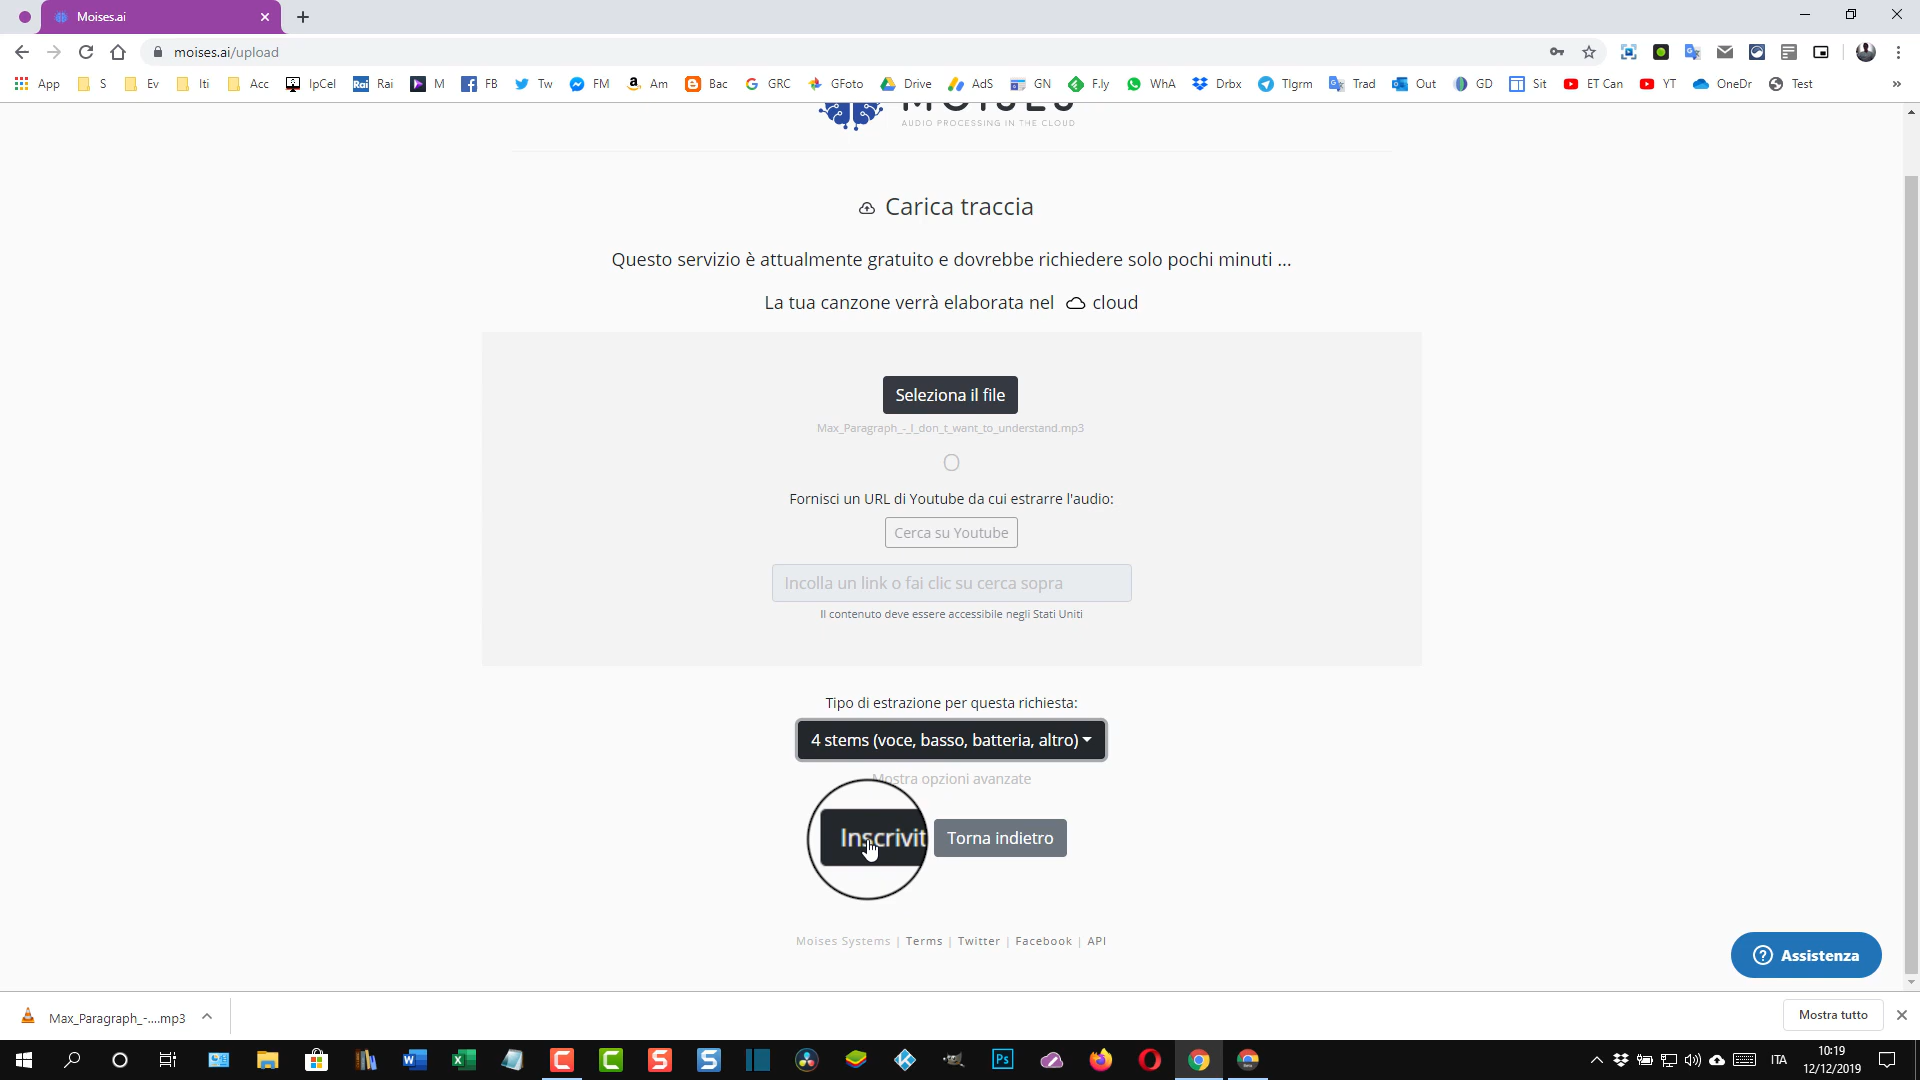 Moises.ai
moises.ai/upload
App S Ev Iti Acc IpCel Rai M FB Tw FM Am Bac GRC GFoto Drive AdS GN F.ly WhA Drbx Tlgrm Trad Out GD Sit ET Can YT OneDr Test »
MOISES
AUDIO PROCESSING IN THE CLOUD
Carica traccia
Questo servizio è attualmente gratuito e dovrebbe richiedere solo pochi minuti ...
La tua canzone verrà elaborata nel cloud
Seleziona il file
Max_Paragraph_-_I_don_t_want_to_understand.mp3
O
Fornisci un URL di Youtube da cui estrarre l'audio:
Cerca su Youtube
Incolla un link o fai clic su cerca sopra
Il contenuto deve essere accessibile negli Stati Uniti
Tipo di estrazione per questa richiesta:
4 stems (voce, basso, batteria, altro)
Mostra opzioni avanzate
Inscrivit Torna indietro
Moises Systems | Terms | Twitter | Facebook | API
Assistenza
Max_Paragraph_-....mp3
Mostra tutto
ITA
10:19
12/12/2019